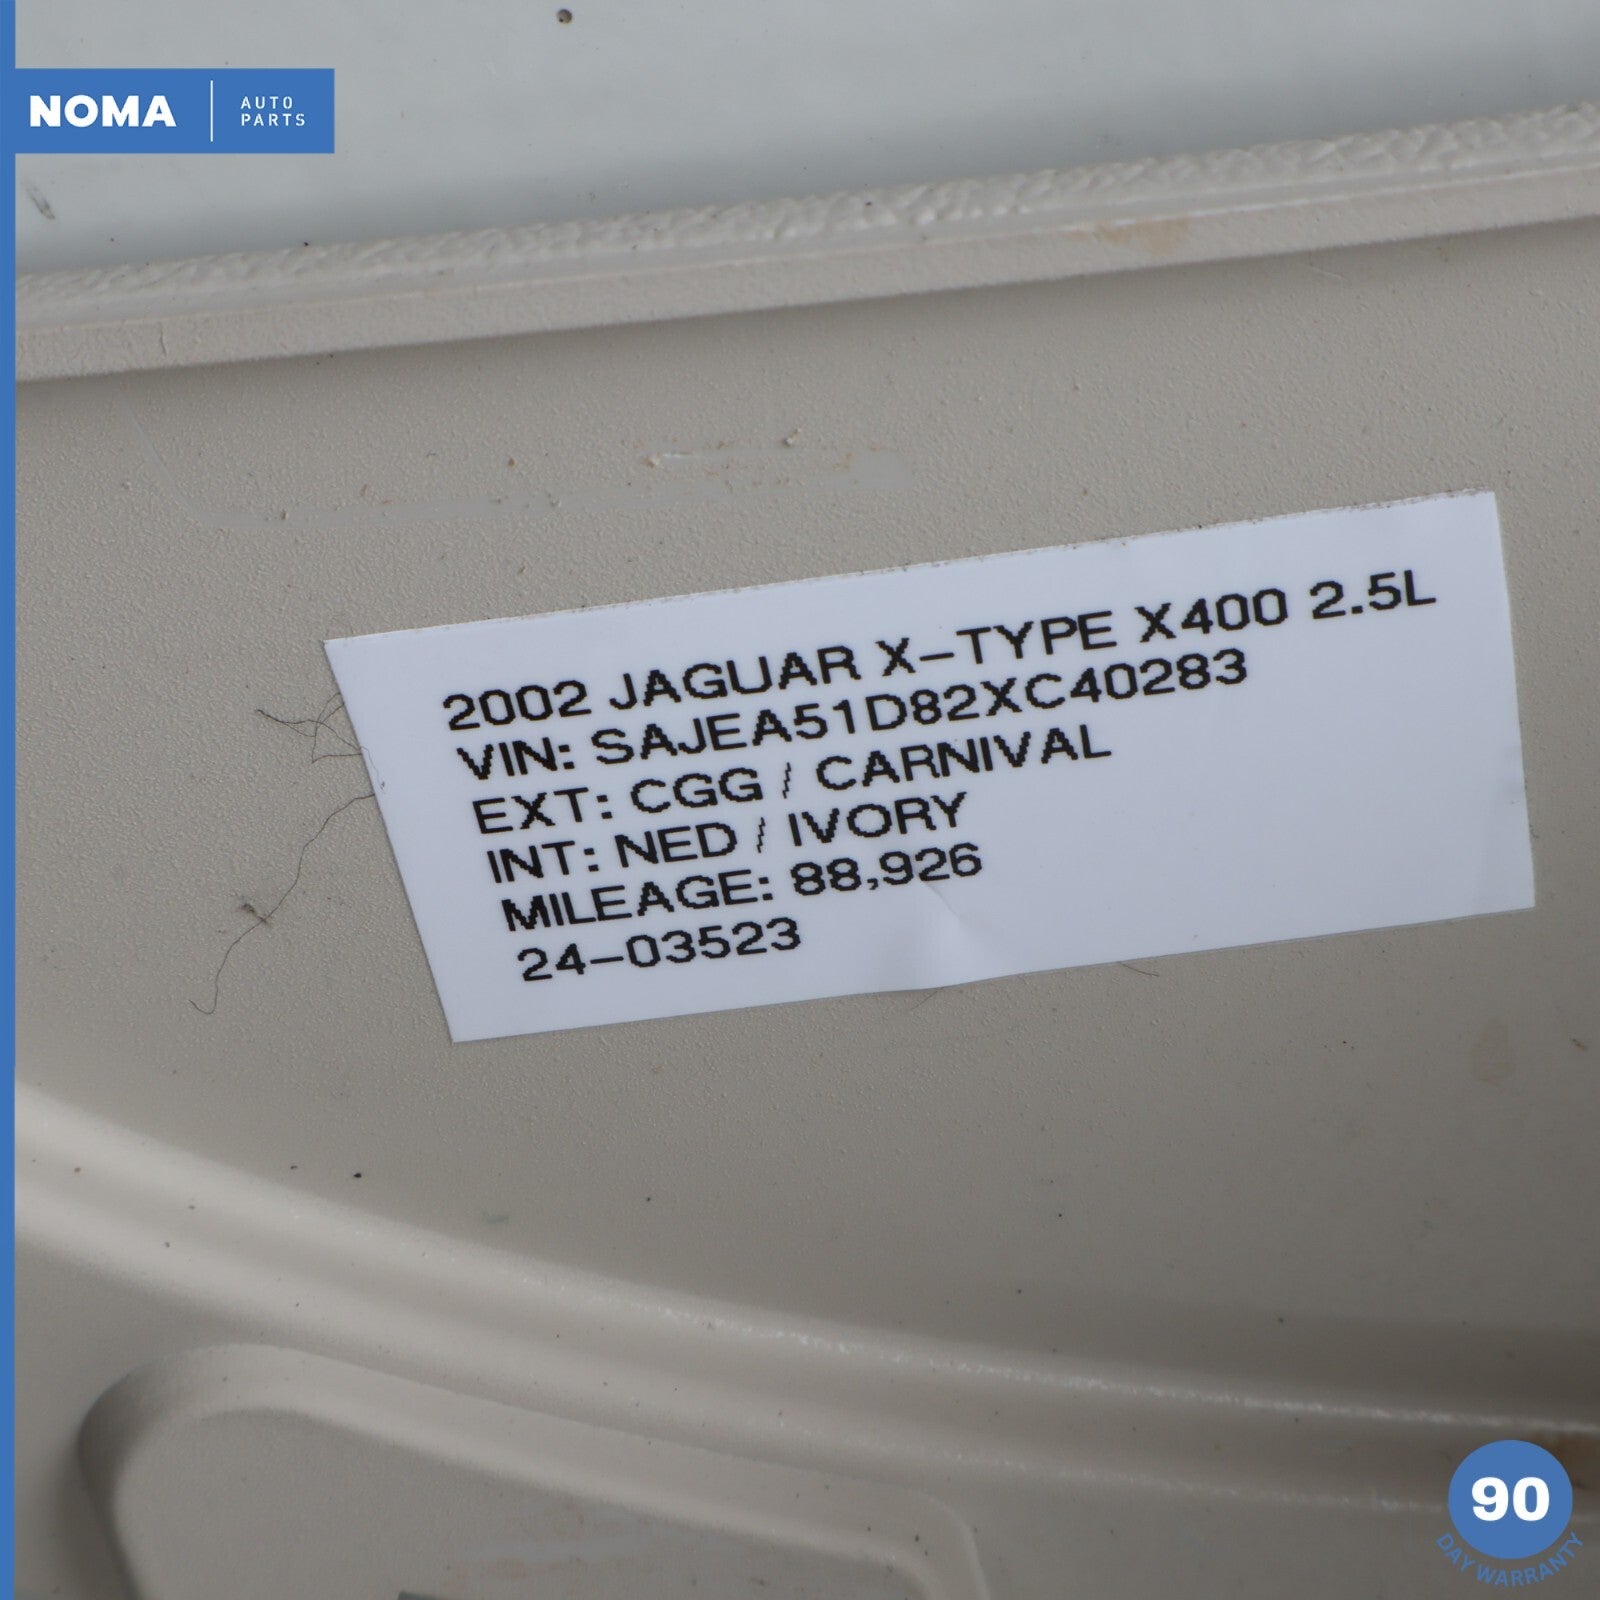 NOMA
AUTO
PARTS
2002 JAGUAR X-TYPE X400 2.5L
VIN: SAJEA51D82XC40283
EXT: CGG / CARNIVAL
INT: NED / IVORY
MILEAGE: 88,926
24-03523
90
DAY WARRANTY